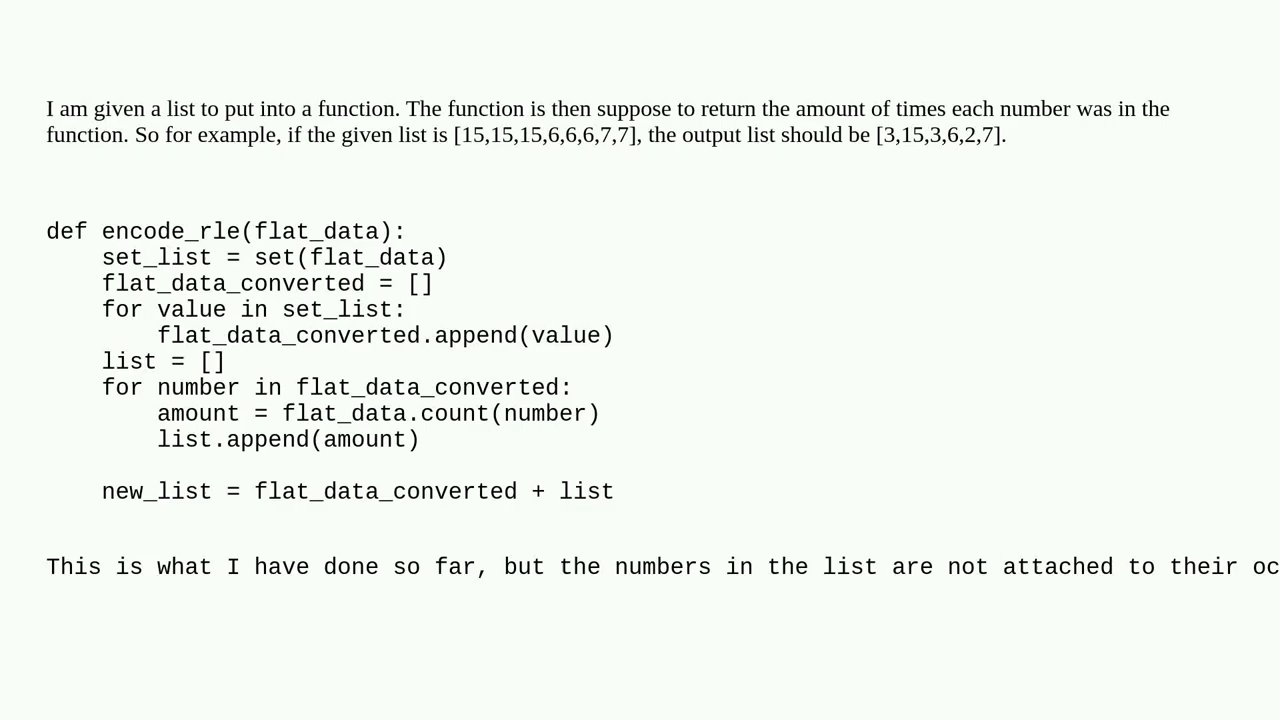 I am given a list to put into a function. The function is then suppose to return the amount of times each number was in the
function. So for example, if the given list is [15,15,15,6,6,6,7,7], the output list should be [3,15,3,6,2,7].
def encode_rle(flat_data):
    set_list = set(flat_data)
    flat_data_converted = []
    for value in set_list:
        flat_data_converted.append(value)
    list = []
    for number in flat_data_converted:
        amount = flat_data.count(number)
        list.append(amount)
    new_list = flat_data_converted + list
This is what I have done so far, but the numbers in the list are not attached to their